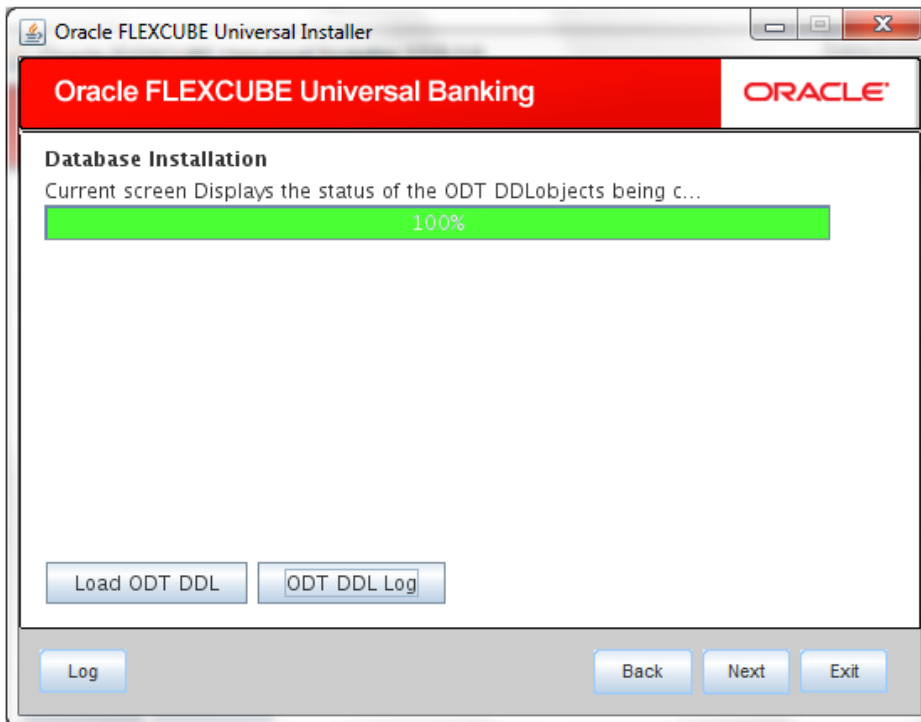 Oracle FLEXCUBE Universal Installer
Oracle FLEXCUBE Universal Banking
ORACLE
Database Installation
Current screen Displays the status of the ODT DDLobjects being c...
100%
Load ODT DDL
ODT DDL Log
Log
Back
Next
Exit